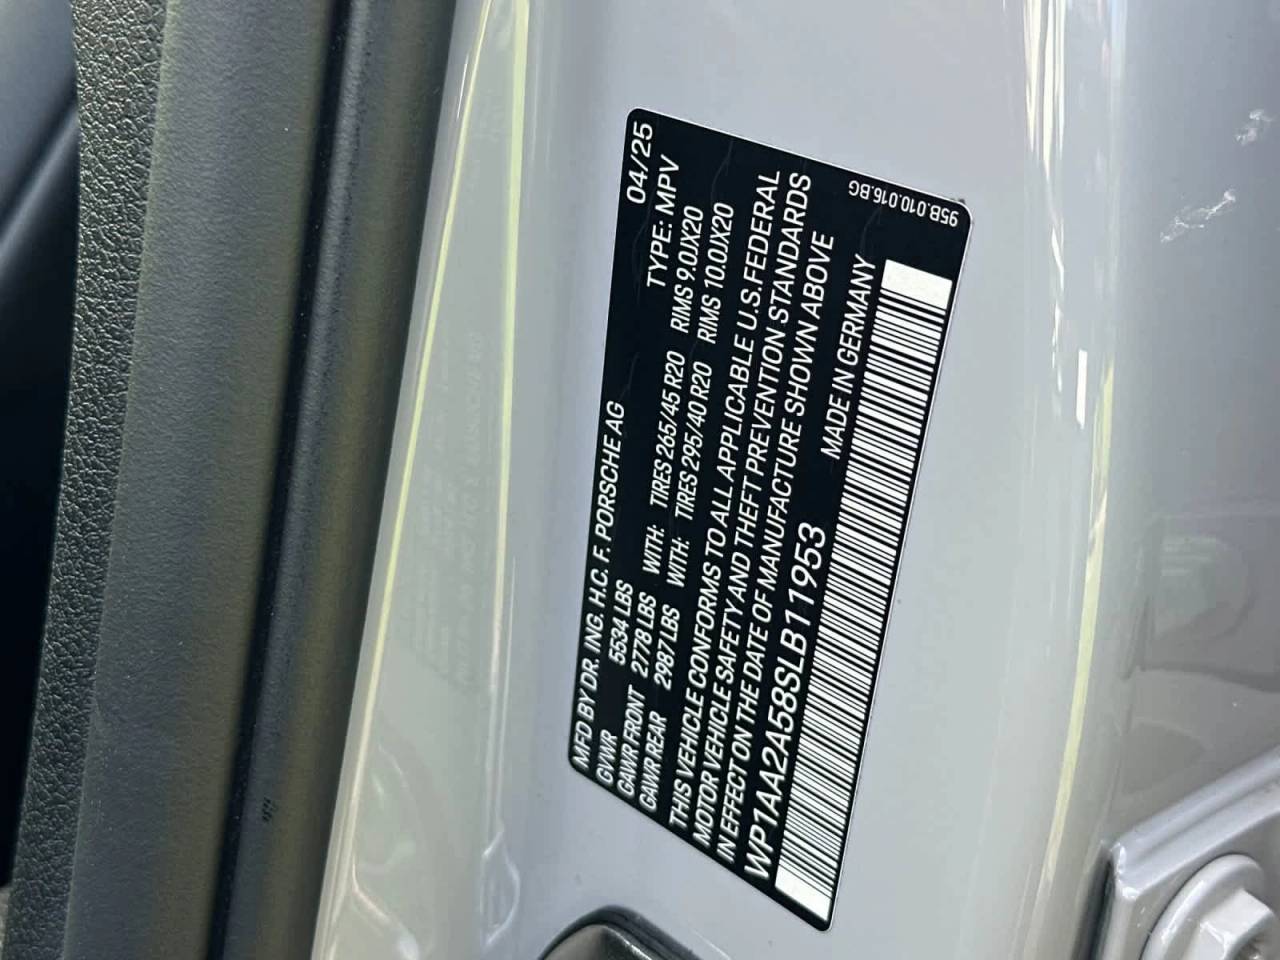 MFD BY DR. ING. H.C. F. PORSCHE AG 04/25
GVWR 5534 LBS TYPE: MPV
GAWR FRONT 2778 LBS WITH: TIRES 265/45 R20 RIMS 9.0JX20
GAWR REAR 2987 LBS WITH: TIRES 295/40 R20 RIMS 10.0JX20
THIS VEHICLE CONFORMS TO ALL APPLICABLE U.S. FEDERAL
MOTOR VEHICLE SAFETY AND THEFT PREVENTION STANDARDS
IN EFFECT ON THE DATE OF MANUFACTURE SHOWN ABOVE
WP1AA2A58SLB11953 MADE IN GERMANY
95B.010.016.BG